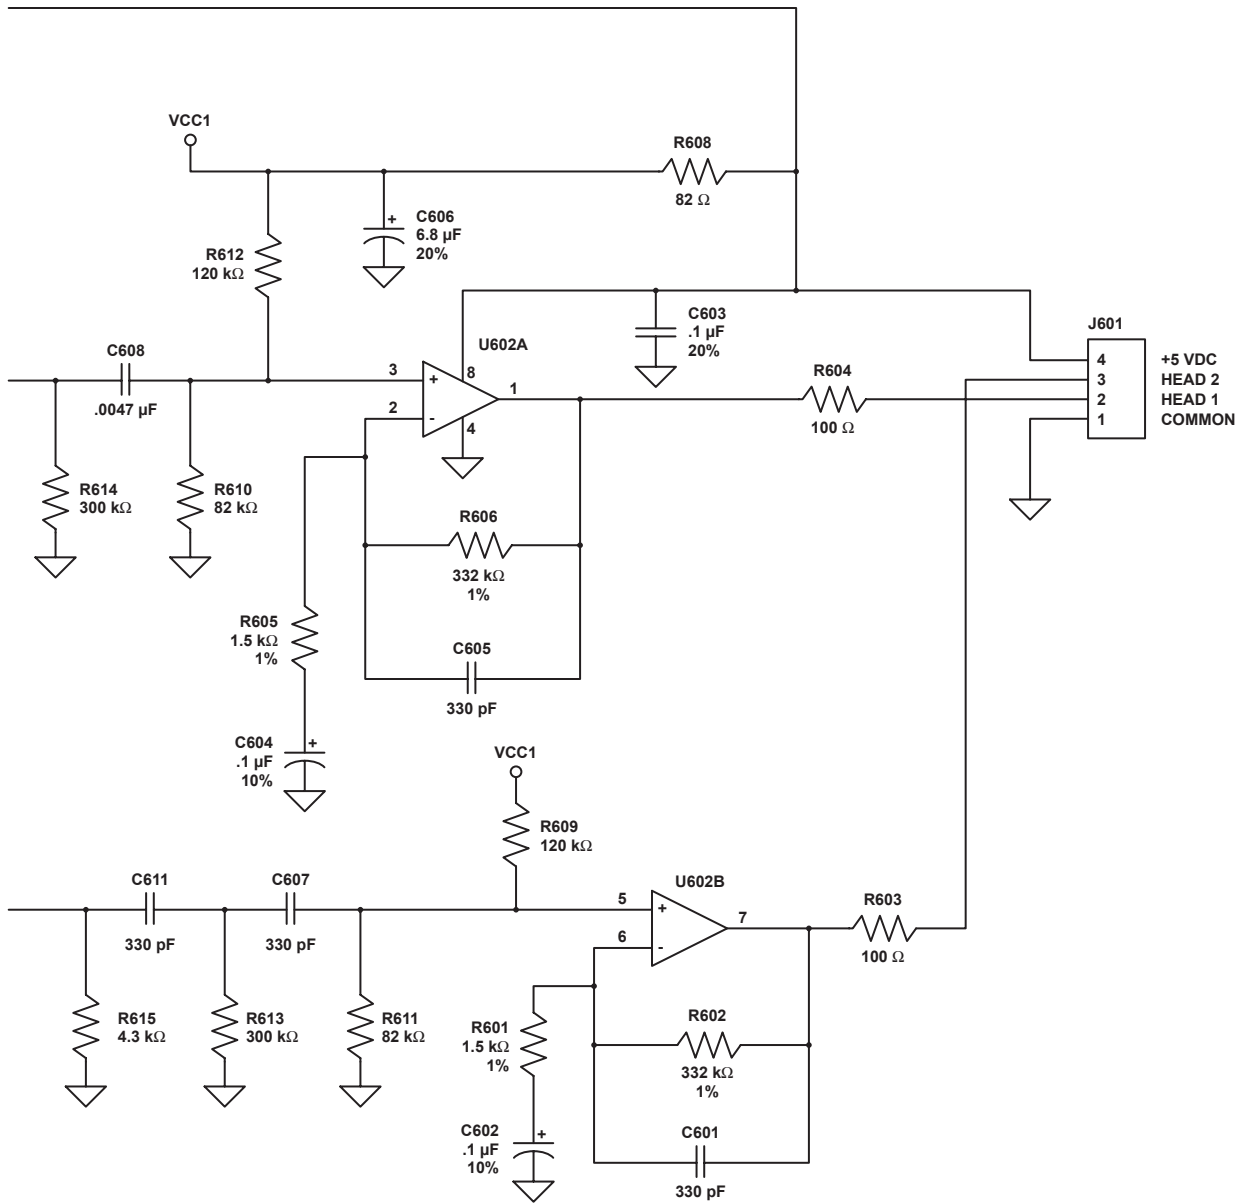 VCC1
R608
82 Ω
+
C606
6.8 µF
20%
R612
120 kΩ
C603
.1 µF
20%
J601
U602A
C608
.0047 µF
3
+
8
2
-
4
1
R604
100 Ω
4
+5 VDC
3
HEAD 2
2
HEAD 1
1
COMMON
R614
300 kΩ
R610
82 kΩ
R606
332 kΩ
1%
R605
1.5 kΩ
1%
C605
330 pF
C604
.1 µF
10%
+
VCC1
R609
120 kΩ
C611
330 pF
C607
330 pF
U602B
5
+
6
-
7
R603
100 Ω
R615
4.3 kΩ
R613
300 kΩ
R611
82 kΩ
R601
1.5 kΩ
1%
R602
332 kΩ
1%
C602
.1 µF
10%
+
C601
330 pF